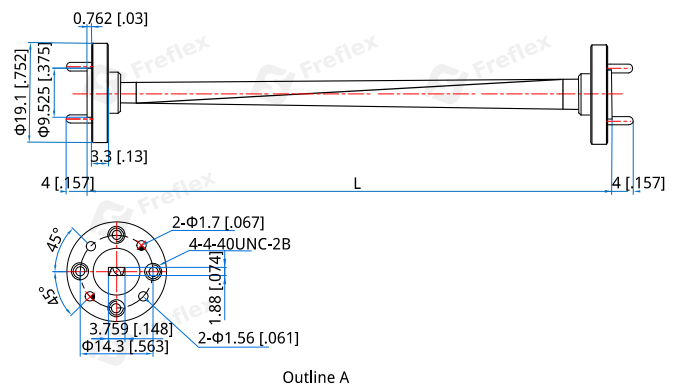 0.762 [.03]
Freflex
Freflex
Freflex
Φ19.1 [.752]
Φ9.525 [.375]
3.3 [.13]
4 [.157]
L
4 [.157]
Freflex
2-Φ1.7 [.067]
4-4-40UNC-2B
45°
45°
1.88 [.074]
Freflex
3.759 [.148]
2-Φ1.56 [.061]
Φ14.3 [.563]
Freflex
Outline A